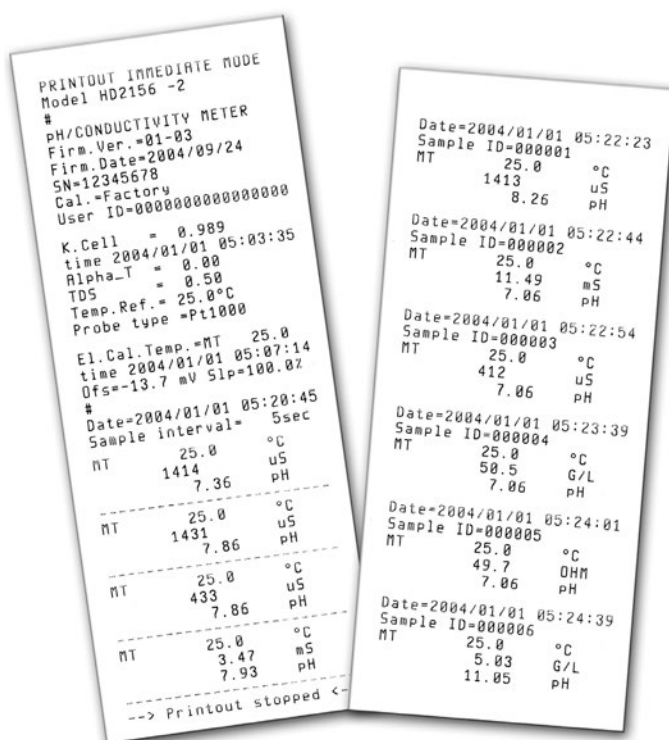 PRINTOUT IMMEDIATE MODE
Model HD2156 -2
#
pH/CONDUCTIVITY METER
Firm.Ver.=01-03
Firm.Date=2004/09/24
SN=12345678
Cal.=Factory
User ID=0000000000000000
K.Cell = 0.989
time 2004/01/01 05:03:35
Alpha_T = 0.00
TDS = 0.50
Temp.Ref.= 25.0°C
Probe type =Pt1000
El.Cal.Temp.=MT 25.0
time 2004/01/01 05:07:14
Ofs=-13.7 mV Slp=100.0%
#
Date=2004/01/01 05:20:45
Sample interval= 5sec
MT 25.0 °C
1414 uS
7.36 pH
--------------------------------
MT 25.0 °C
1431 uS
7.86 pH
--------------------------------
MT 25.0 °C
433 uS
7.86 pH
--------------------------------
MT 25.0 °C
3.47 mS
7.93 pH
--------------------------------
--> Printout stopped <-
Date=2004/01/01 05:22:23
Sample ID=000001
MT 25.0 °C
1413 uS
8.26 pH
Date=2004/01/01 05:22:44
Sample ID=000002
MT 25.0 °C
11.49 mS
7.06 pH
Date=2004/01/01 05:22:54
Sample ID=000003
MT 25.0 °C
412 uS
7.06 pH
Date=2004/01/01 05:23:39
Sample ID=000004
MT 25.0 °C
50.5 G/L
7.06 pH
Date=2004/01/01 05:24:01
Sample ID=000005
MT 25.0 °C
49.7 OHM
7.06 pH
Date=2004/01/01 05:24:39
Sample ID=000006
MT 25.0 °C
5.03 G/L
11.05 pH